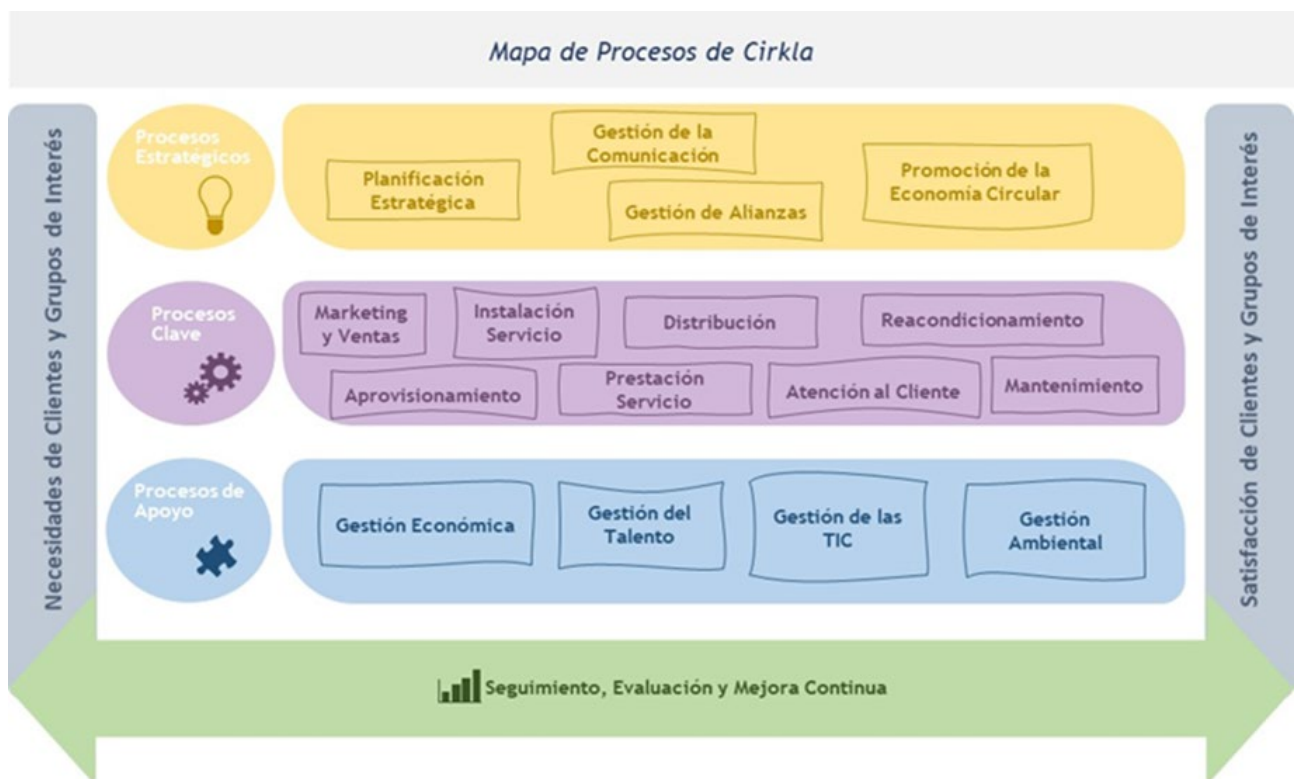 Mapa de Procesos de Cirkla
Necesidades de Clientes y Grupos de Interés
Procesos
Estratégicos
Planificación
Estratégica
Gestión de la
Comunicación
Gestión de Alianzas
Promoción de la
Economía Circular
Procesos
Clave
Marketing
y Ventas
Instalación
Servicio
Distribución
Reacondicionamiento
Aprovisionamiento
Prestación
Servicio
Atención al Cliente
Mantenimiento
Procesos de
Apoyo
Gestión Económica
Gestión del
Talento
Gestión de las
TIC
Gestión
Ambiental
Satisfacción de Clientes y Grupos de Interés
Seguimiento, Evaluación y Mejora Continua